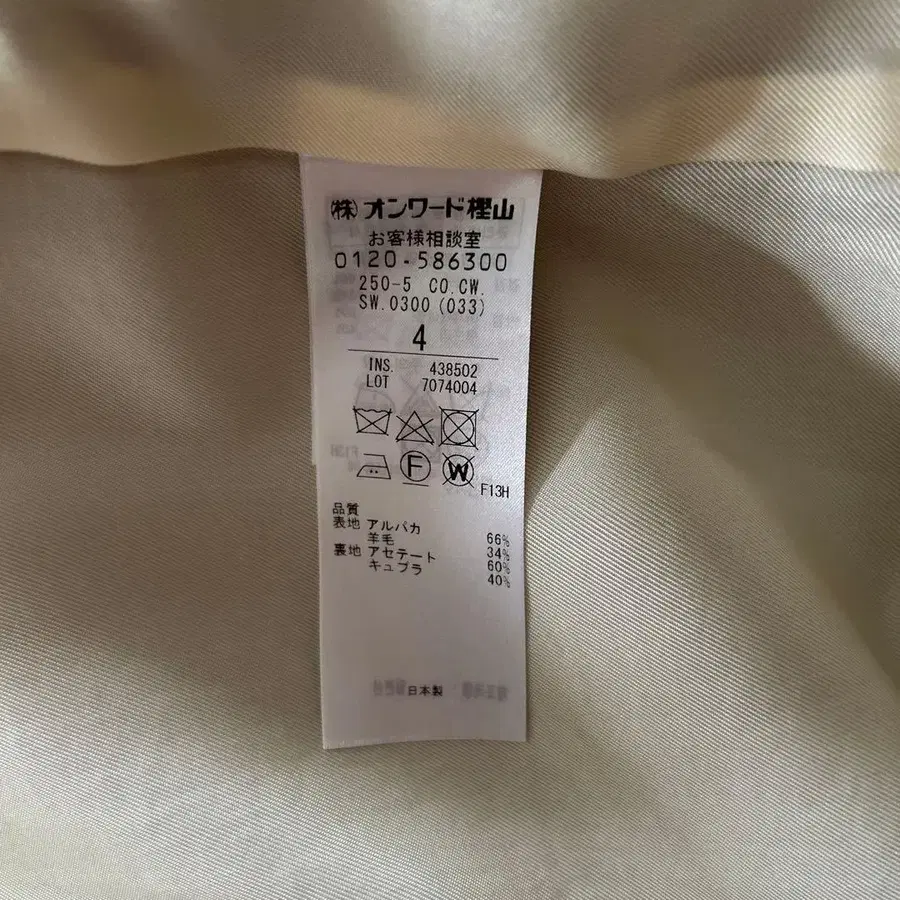 ㈱オンワード樫山
お客様相談室
0120-586300
250-5 CO.CW.
SW.0300(033)
4
INS. 438502
LOT 7074004
F W
F13H
品質
表地 アルパカ 66%
羊毛 34%
裏地 アセテート 60%
キュプラ 40%
日本製